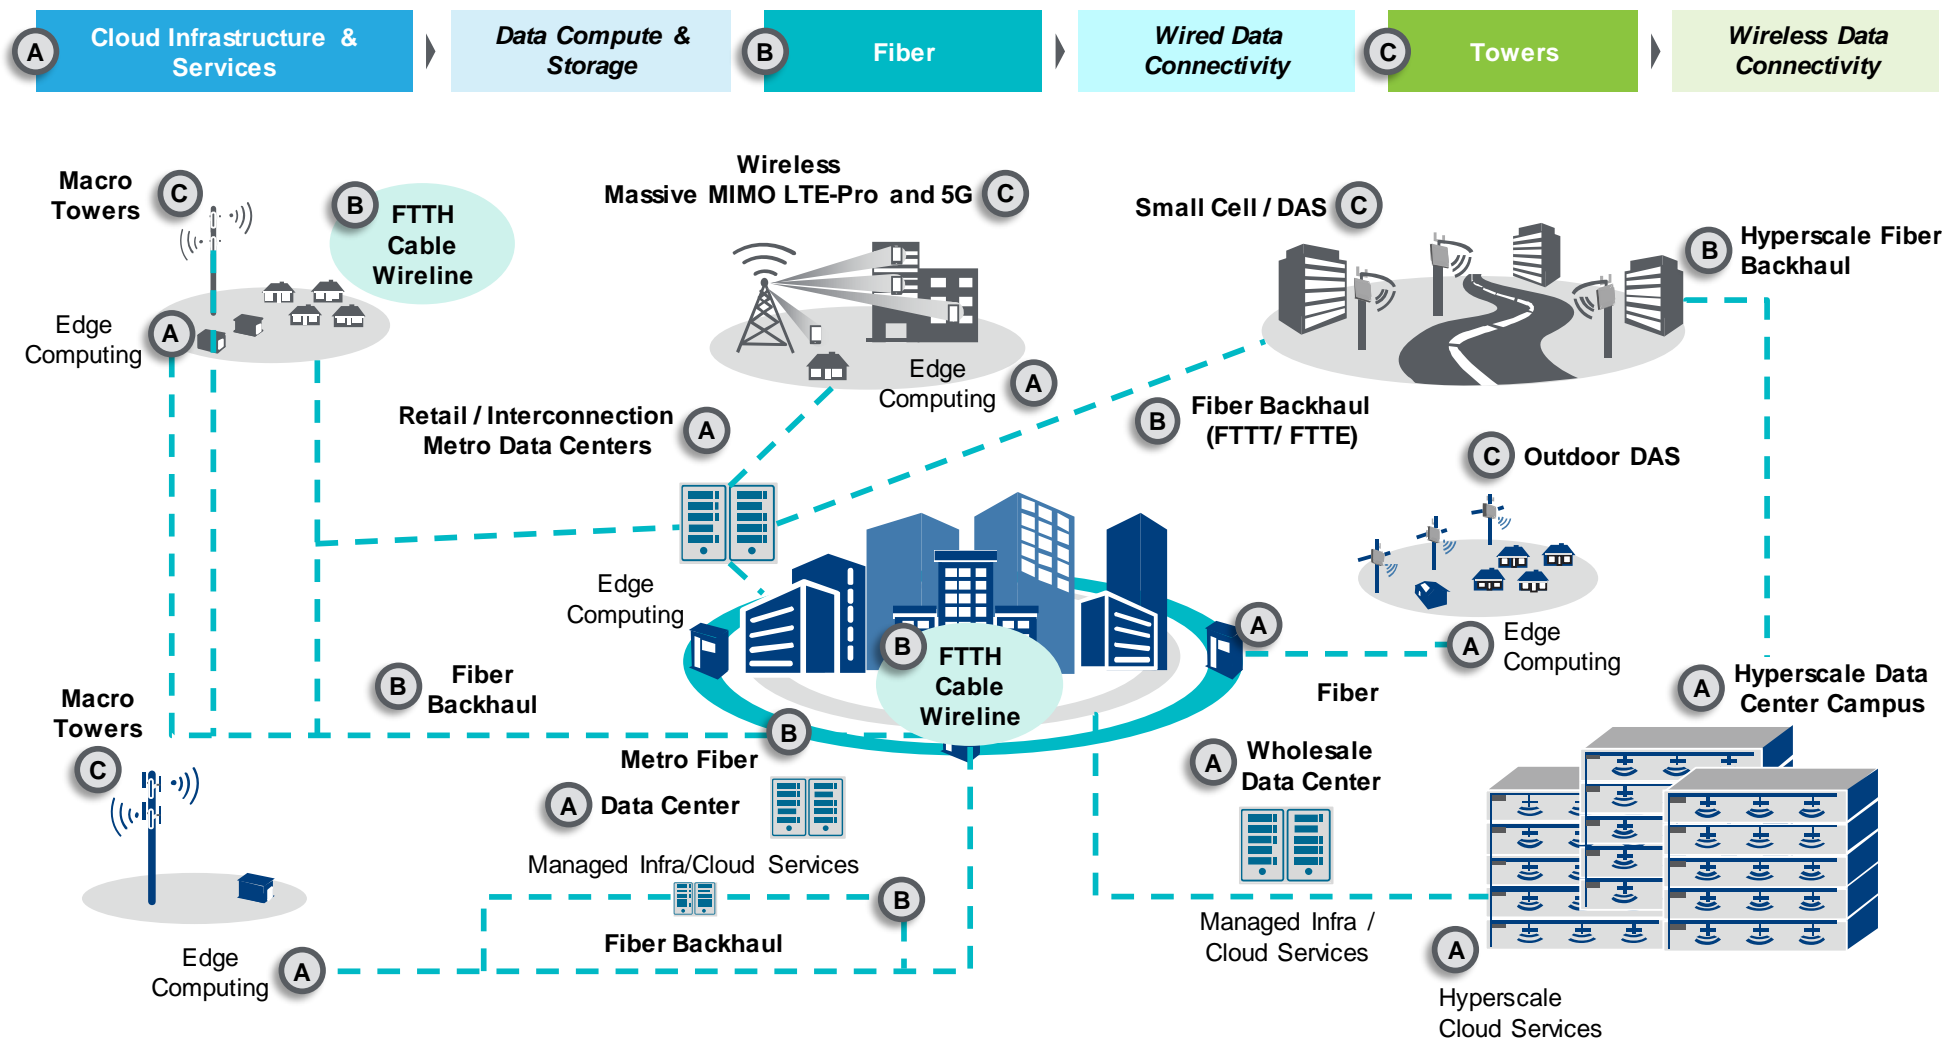 A
Cloud Infrastructure &
Services
Data Compute &
Storage
B
Fiber
Wired Data
Connectivity
C
Towers
Wireless Data
Connectivity
Macro
Towers
C
B
FTTH
Cable
Wireline
Edge
Computing
A
Wireless
Massive MIMO LTE-Pro and 5G
C
Edge
Computing
A
Small Cell / DAS
C
B
Hyperscale Fiber
Backhaul
Retail / Interconnection
Metro Data Centers
A
B
Fiber Backhaul
(FTTT/ FTTE)
C
Outdoor DAS
Edge
Computing
A
A
Edge
Computing
Fiber
B
FTTH
Cable
Wireline
B
Fiber
Backhaul
A
Hyperscale Data
Center Campus
Macro
Towers
C
B
Metro Fiber
A
Data Center
Managed Infra/Cloud Services
B
Fiber Backhaul
A
Wholesale
Data Center
Managed Infra /
Cloud Services
Edge
Computing
A
A
Hyperscale
Cloud Services